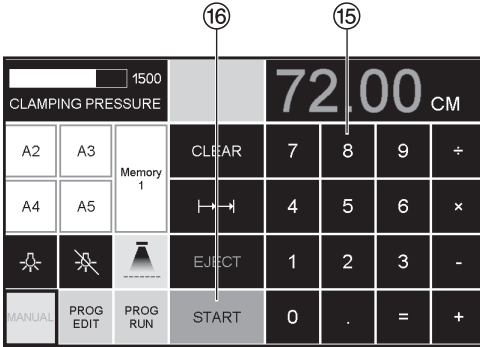 16 15
1500
CLAMPING PRESSURE
72.00 CM
A2 A3 Memory 1 CLEAR 7 8 9 ÷
A4 A5 4 5 6 ×
EJECT 1 2 3 -
MANUAL PROG EDIT PROG RUN START 0 . = +